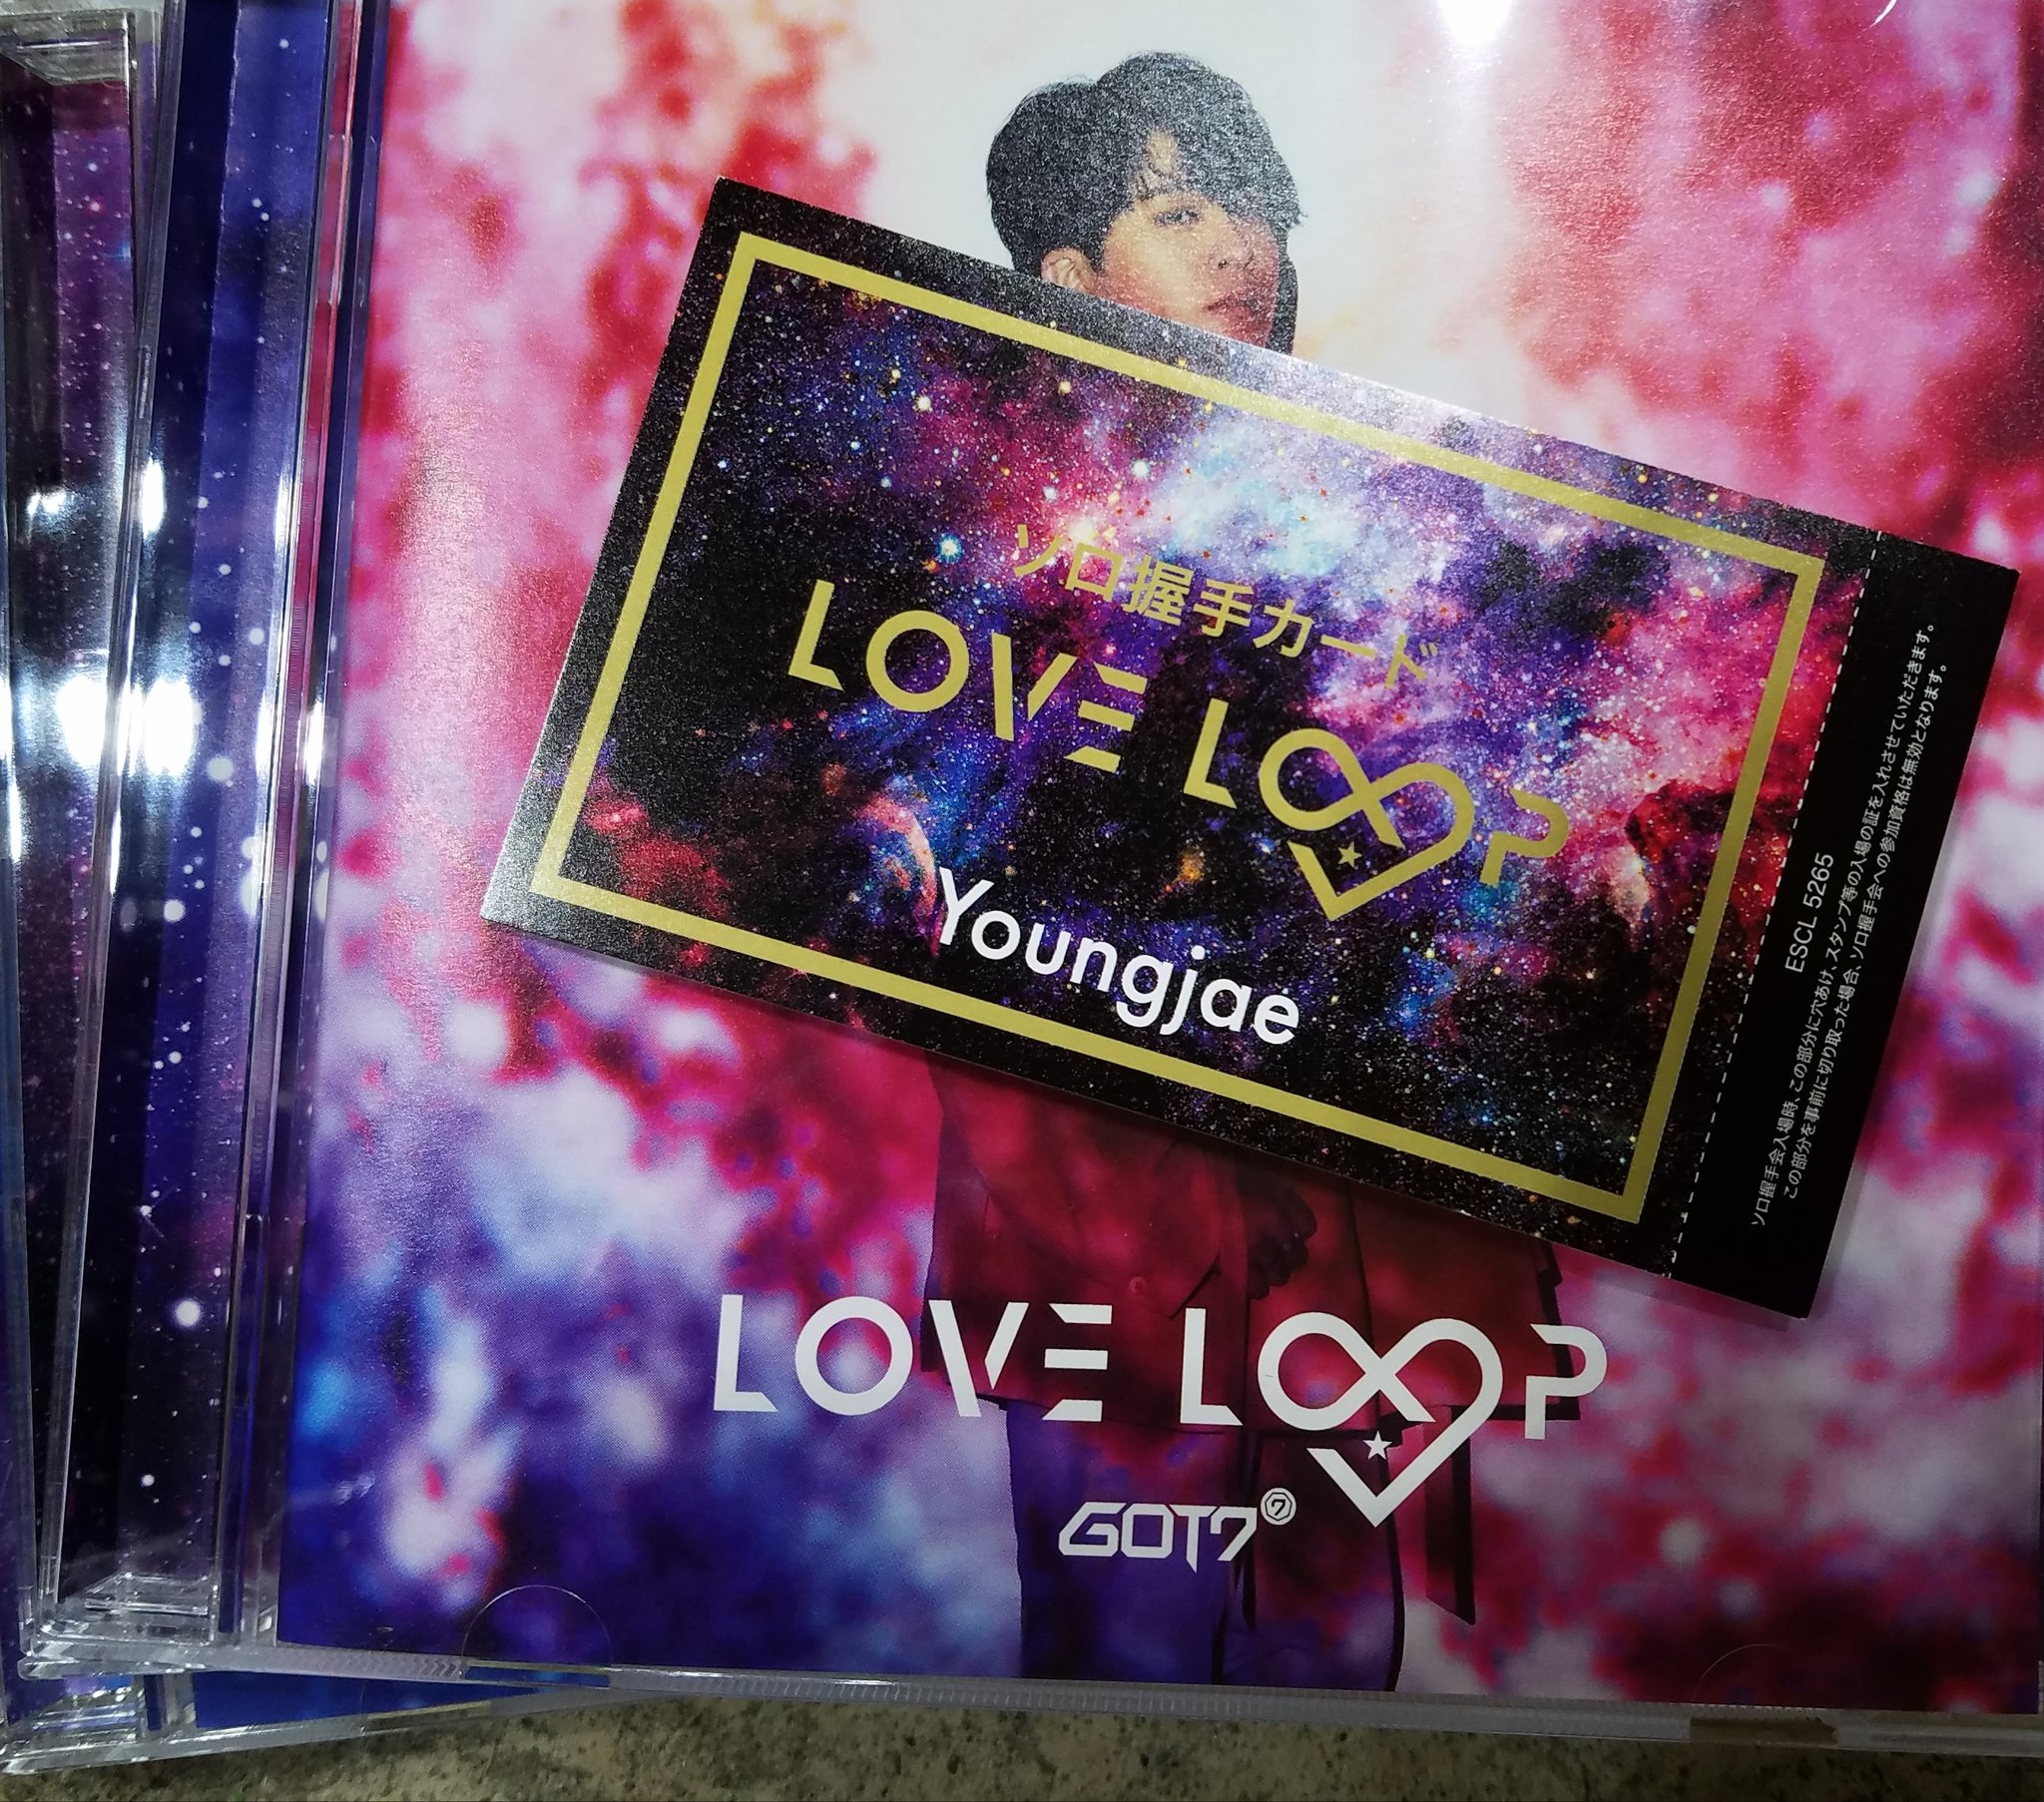 ソロ握手カード
LOVE LOOP
Youngjae
ESCL 5265
ソロ握手会入場時、この部分に穴あけ、スタンプ等の入場の証を入れさせていただきます。
この部分を事前に切り取った場合、ソロ握手会への参加資格は無効となります。
LOVE LOOP
GOT7
7